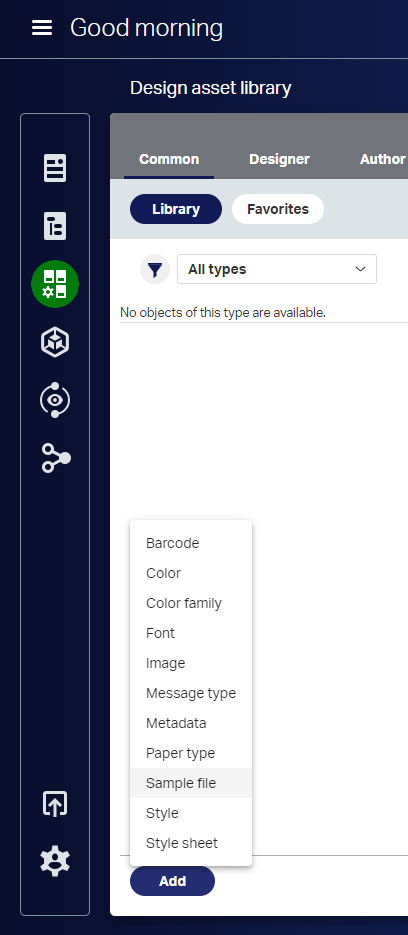 Good morning
Design asset library
Common Designer Author
Library Favorites
All types
No objects of this type are available.
Barcode
Color
Color family
Font
Image
Message type
Metadata
Paper type
Sample file
Style
Style sheet
Add